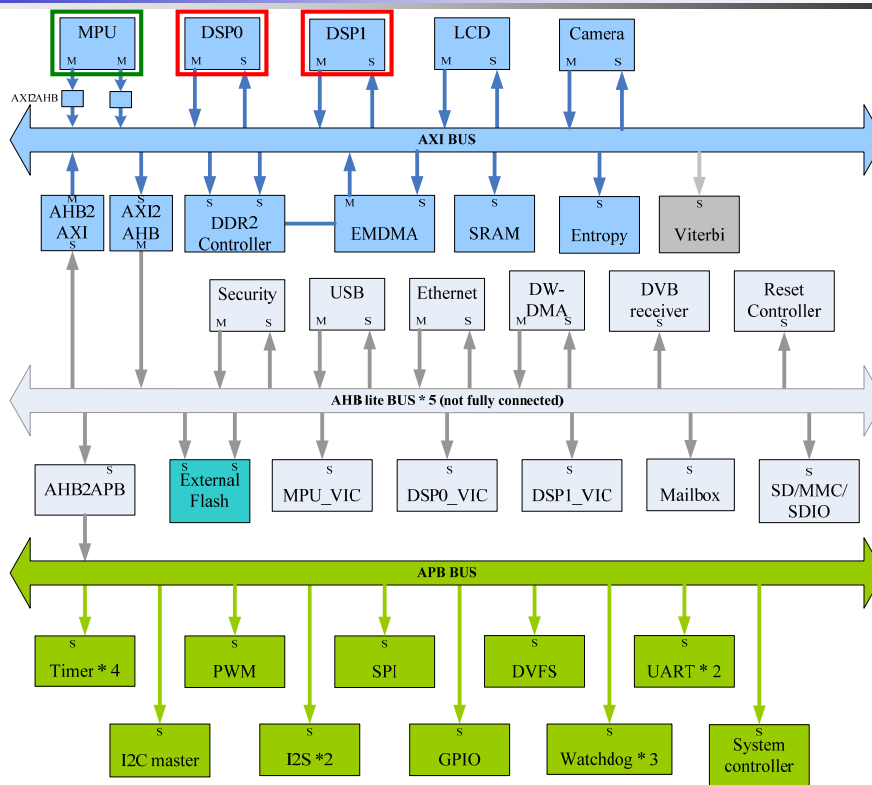 MPU
DSP0
DSP1
LCD
Camera
M M
M S
M S
M S
M S
AXI2AHB
AXI BUS
M
AHB2
AXI
S
S
AXI2
AHB
M
S S
DDR2
Controller
M S
EMDMA
S
SRAM
S
Entropy
S
Viterbi
Security
M S
USB
M S
Ethernet
M S
DW-
DMA
M S
DVB
receiver
S
Reset
Controller
S
AHB lite BUS * 5 (not fully connected)
S
AHB2APB
S S
External
Flash
S
MPU_VIC
S
DSP0_VIC
S
DSP1_VIC
S
Mailbox
S
SD/MMC/
SDIO
APB BUS
S
Timer * 4
S
PWM
S
SPI
S
DVFS
S
UART * 2
S
I2C master
S
I2S *2
S
GPIO
S
Watchdog * 3
S
System
controller